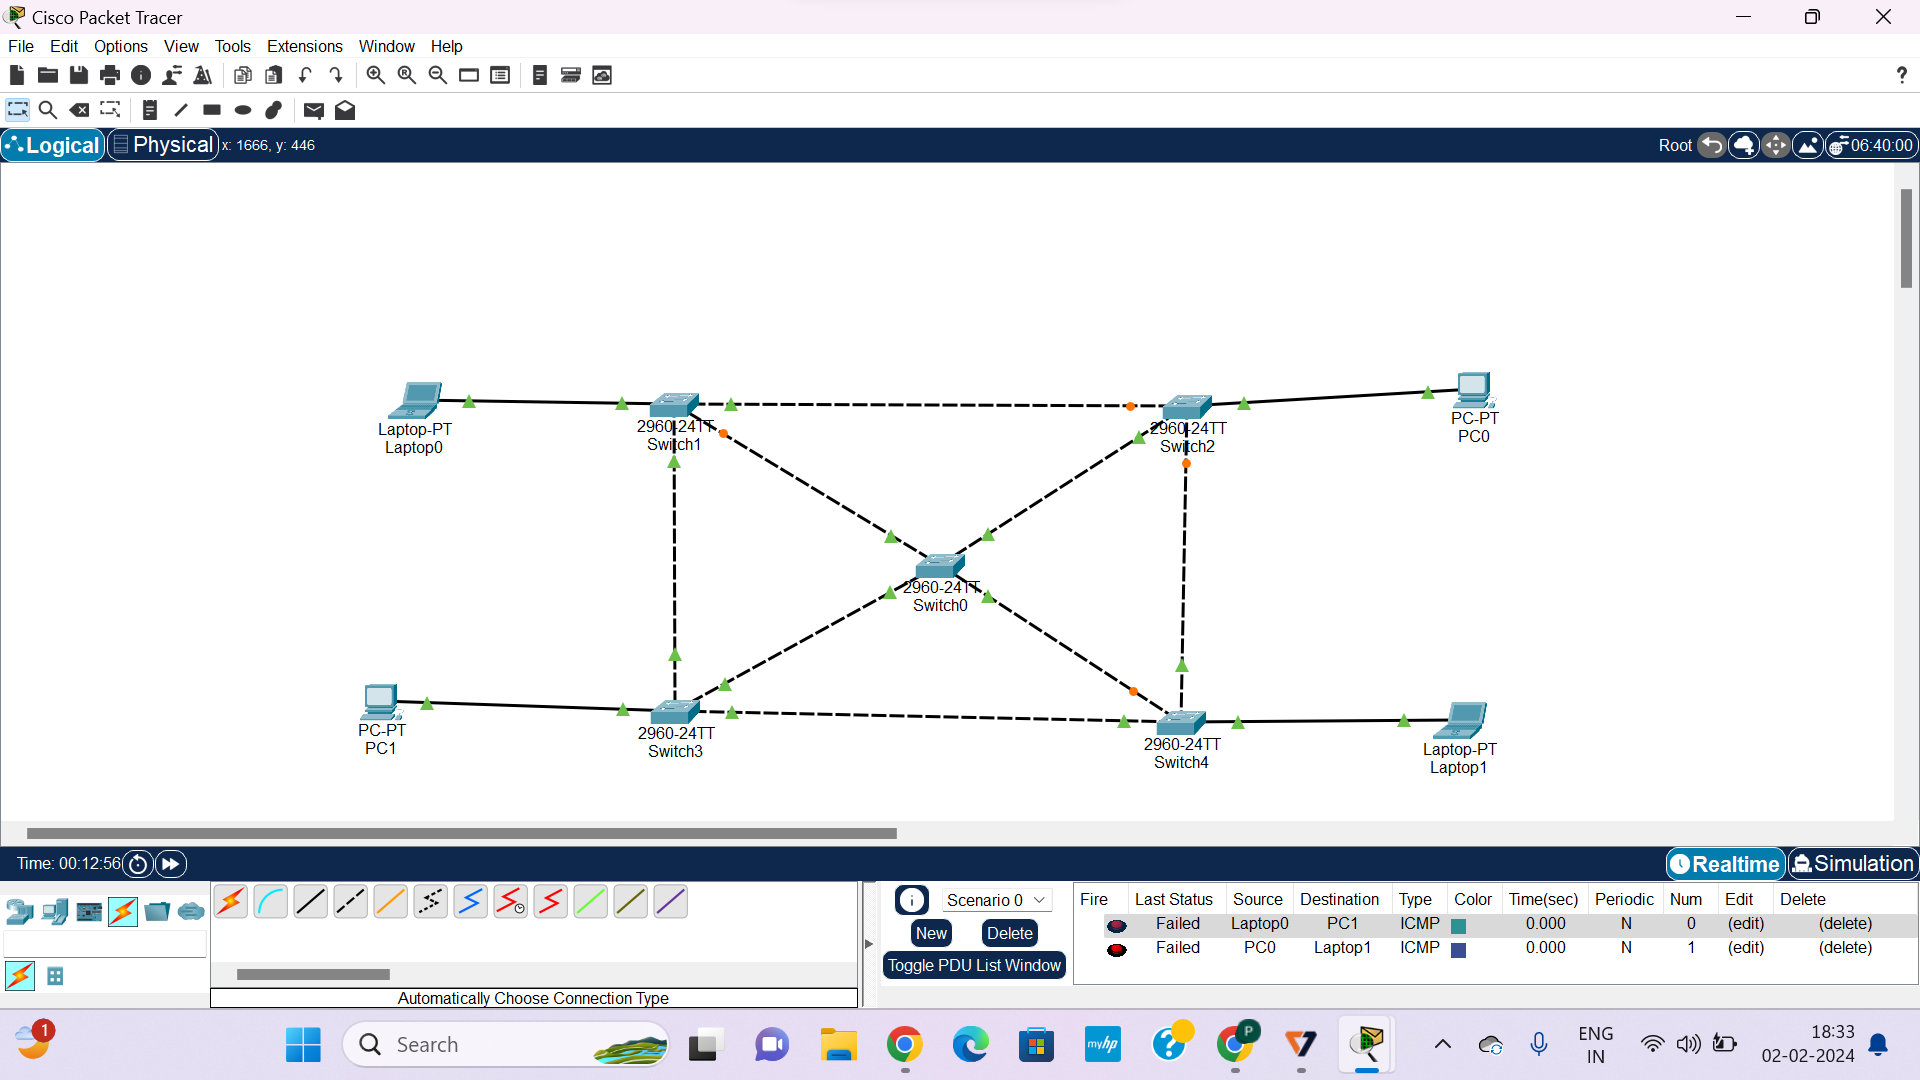 Cisco Packet Tracer
File Edit Options View Tools Extensions Window Help
?
Logical Physical x: 1666, y: 446 Root 06:40:00
Laptop-PT
Laptop0
2960-24TT
Switch1
2960-24TT
Switch2
PC-PT
PC0
2960-24TT
Switch0
PC-PT
PC1
2960-24TT
Switch3
2960-24TT
Switch4
Laptop-PT
Laptop1
Time: 00:12:56 Realtime Simulation
Scenario 0
New Delete
Toggle PDU List Window
Fire Last Status Source Destination Type Color Time(sec) Periodic Num Edit Delete
Failed Laptop0 PC1 ICMP 0.000 N 0 (edit) (delete)
Failed PC0 Laptop1 ICMP 0.000 N 1 (edit) (delete)
Automatically Choose Connection Type
1
Search
myhp
?
P
ENG
IN
18:33
02-02-2024